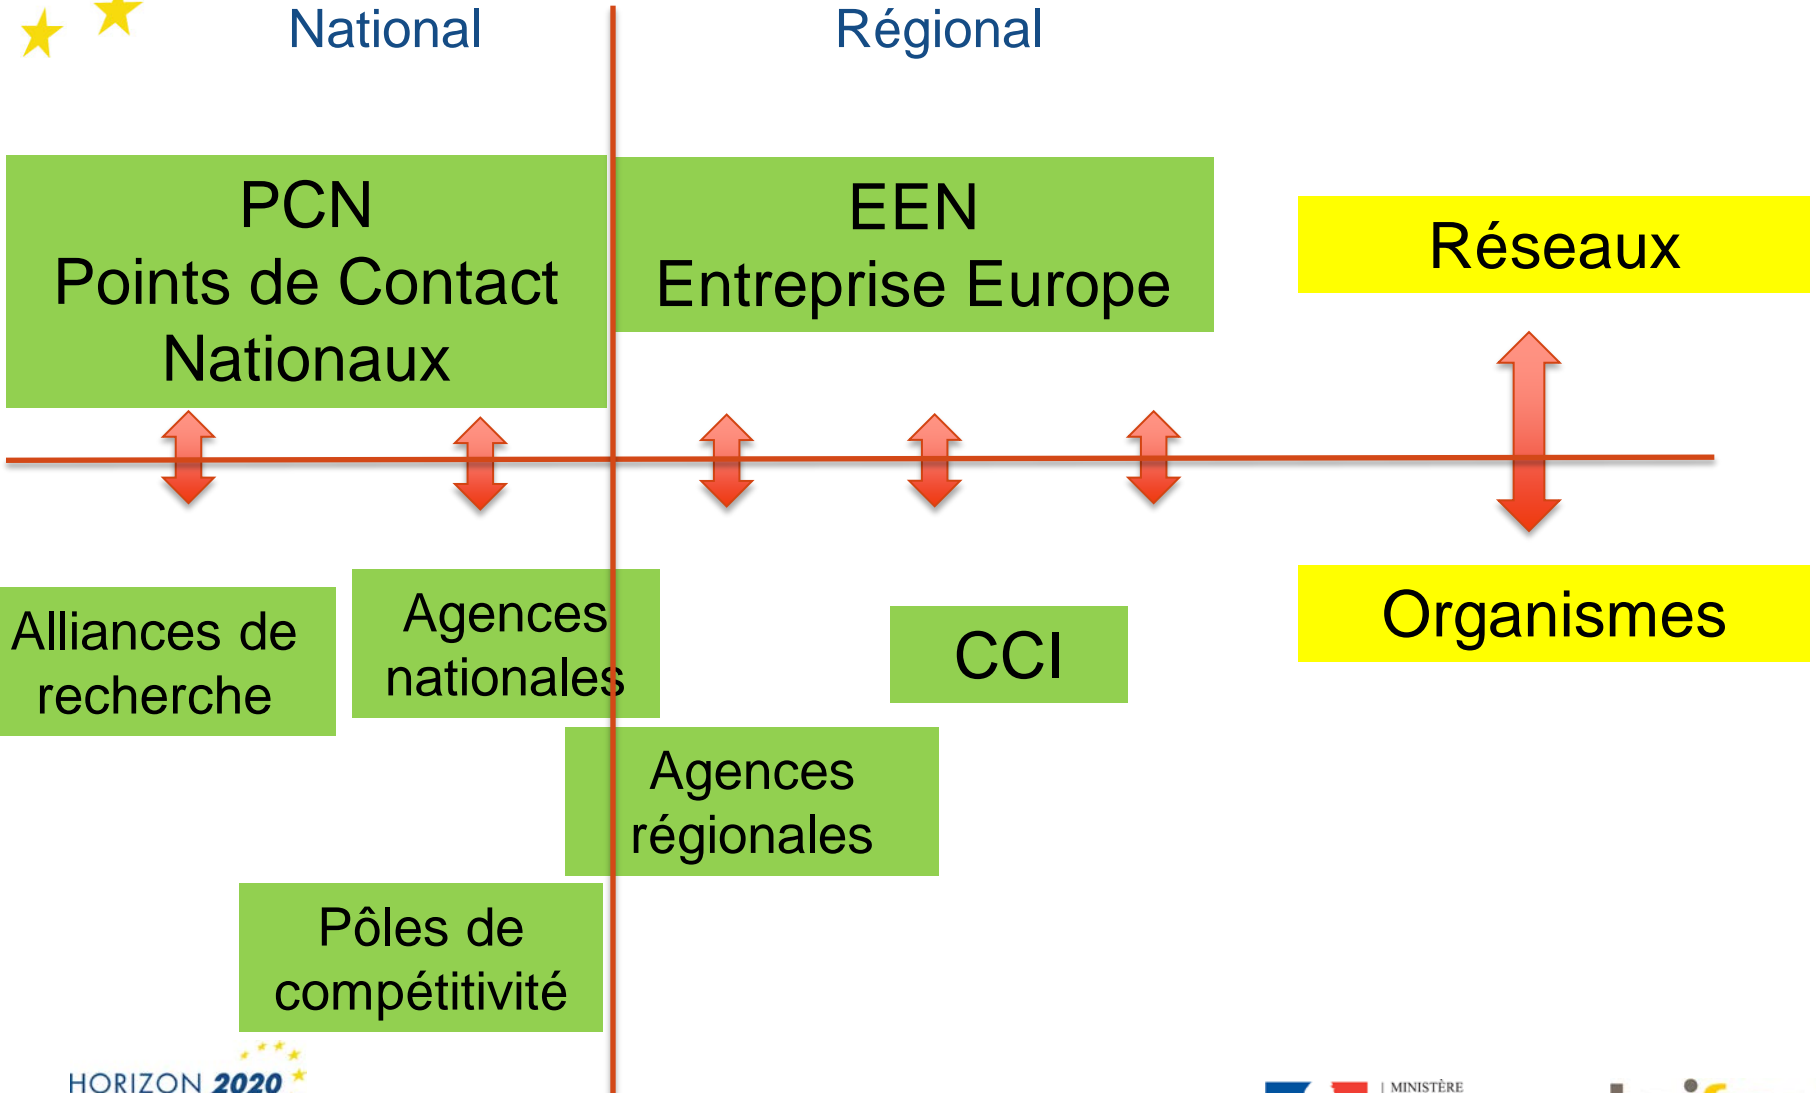 National
Régional
PCN
Points de Contact
Nationaux
EEN
Entreprise Europe
Réseaux
Alliances de
recherche
Agences
nationales
CCI
Organismes
Agences
régionales
Pôles de
compétitivité
HORIZON 2020
MINISTÈRE